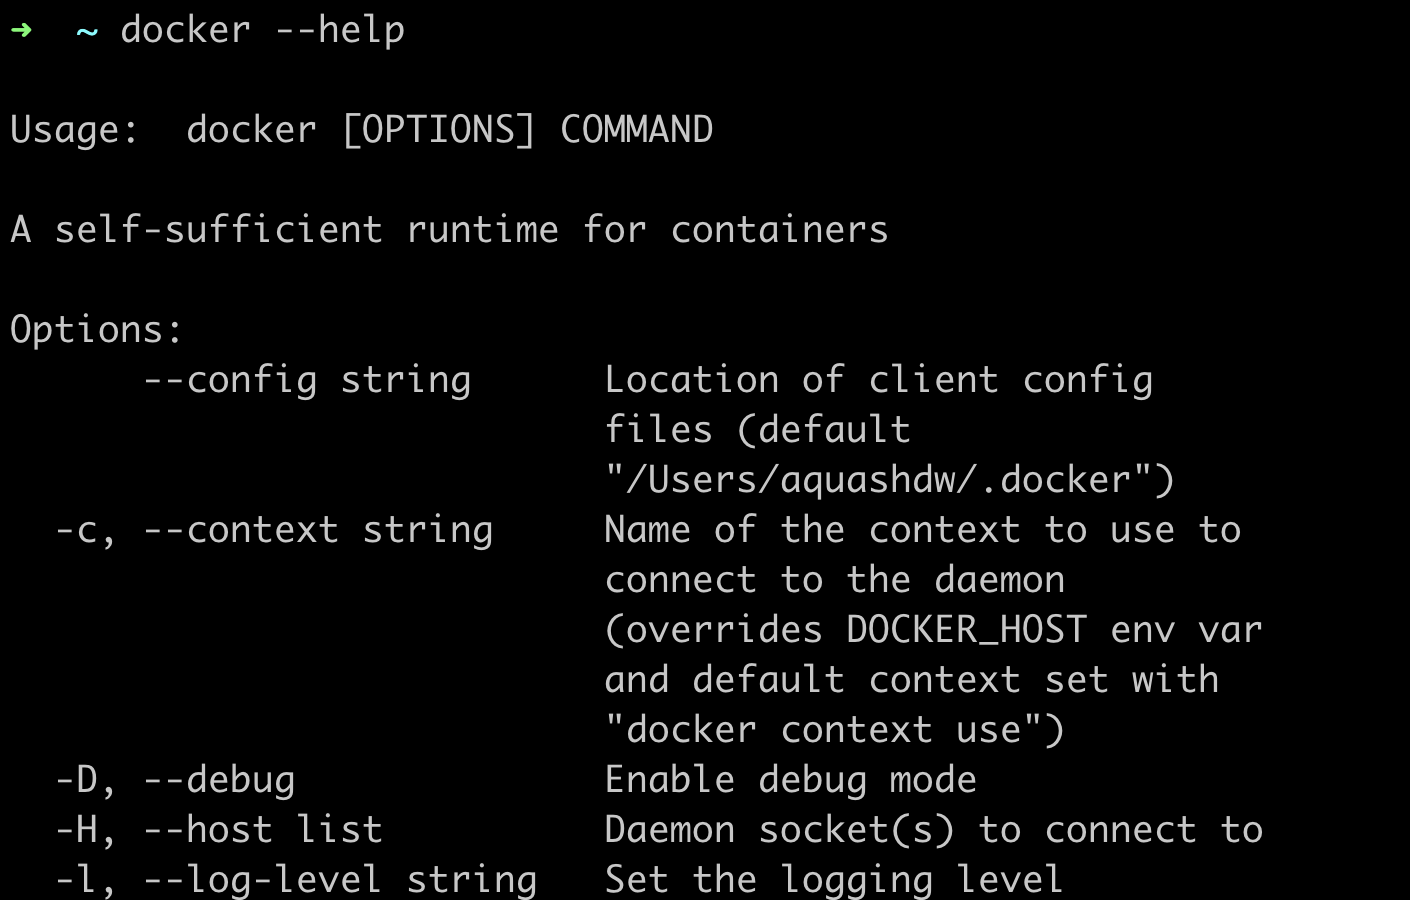 ➜  ~ docker --help
Usage:  docker [OPTIONS] COMMAND
A self-sufficient runtime for containers
Options:
      --config string      Location of client config
                           files (default
                           "/Users/aquashdw/.docker")
  -c, --context string     Name of the context to use to
                           connect to the daemon
                           (overrides DOCKER_HOST env var
                           and default context set with
                           "docker context use")
  -D, --debug              Enable debug mode
  -H, --host list          Daemon socket(s) to connect to
  -l, --log-level string   Set the logging level